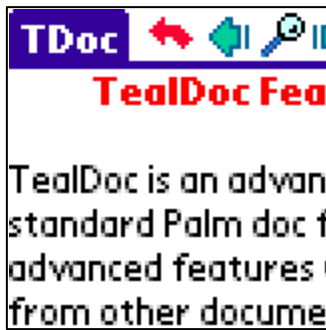 TDoc
TealDoc Fea
TealDoc is an advan
standard Palm doc f
advanced features
from other docume